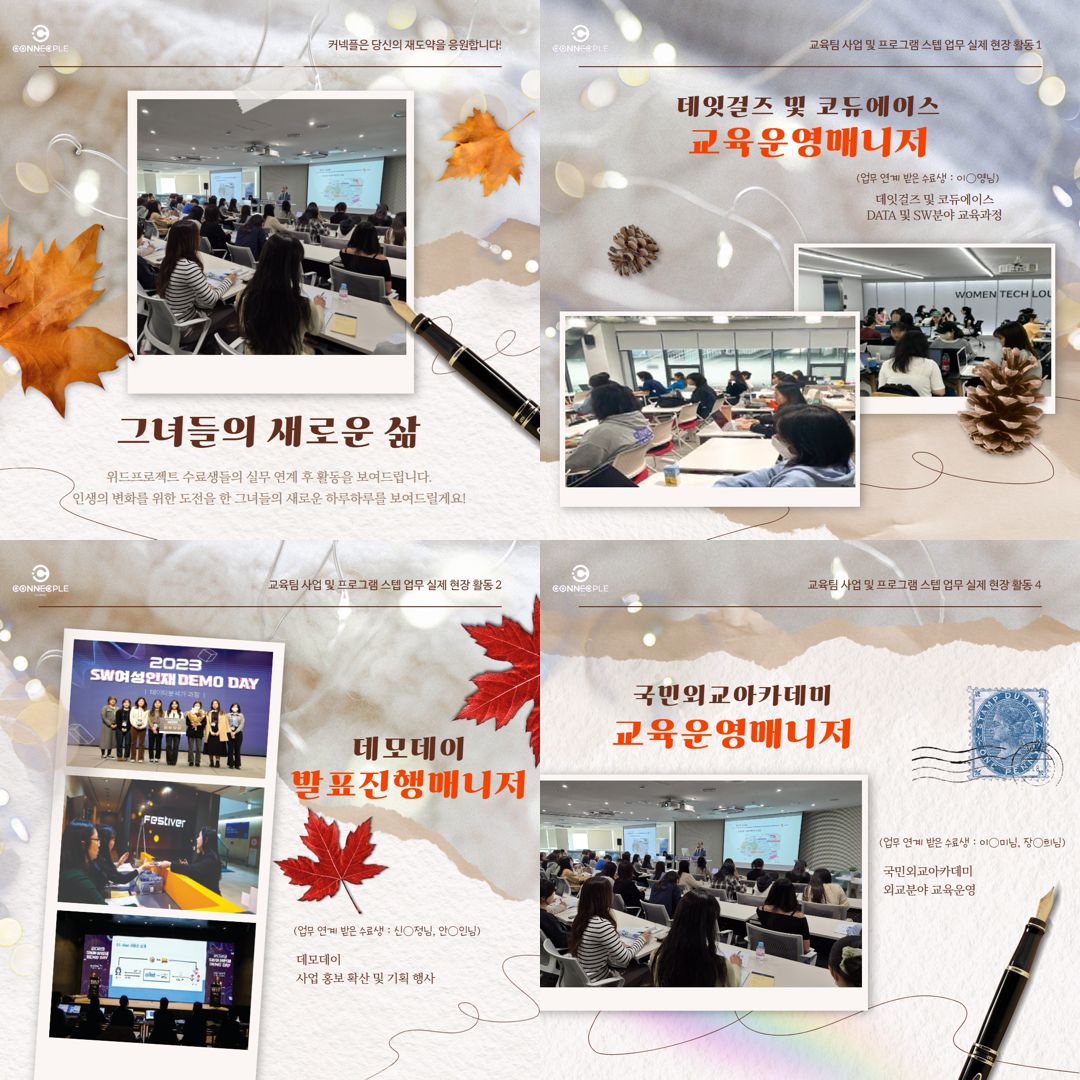 CONNECPLE
커넥플은 당신의 재도약을 응원합니다!
그녀들의 새로운 삶
위드프로젝트 수료생들의 실무 연계 후 활동을 보여드립니다.
인생의 변화를 위한 도전을 한 그녀들의 새로운 하루하루를 보여드릴게요!
CONNECPLE
교육팀 사업 및 프로그램 스텝 업무 실제 현장 활동 1
데잇걸즈 및 코듀에이스
교육운영매니저
(업무 연계 받은 수료생 : 이○영님)
데잇걸즈 및 코듀에이스
DATA 및 SW분야 교육과정
WOMEN TECH LOU
CONNECPLE
교육팀 사업 및 프로그램 스텝 업무 실제 현장 활동 2
2023
SW여성인재 DEMO DAY
데모데이
발표진행매니저
Festiver
(업무 연계 받은 수료생 : 신○정님, 안○인님)
데모데이
사업 홍보 확산 및 기획 행사
CONNECPLE
교육팀 사업 및 프로그램 스텝 업무 실제 현장 활동 4
국민외교아카데미
교육운영매니저
(업무 연계 받은 수료생 : 이○미님, 장○희님)
국민외교아카데미
외교분야 교육운영
ONE PENNY